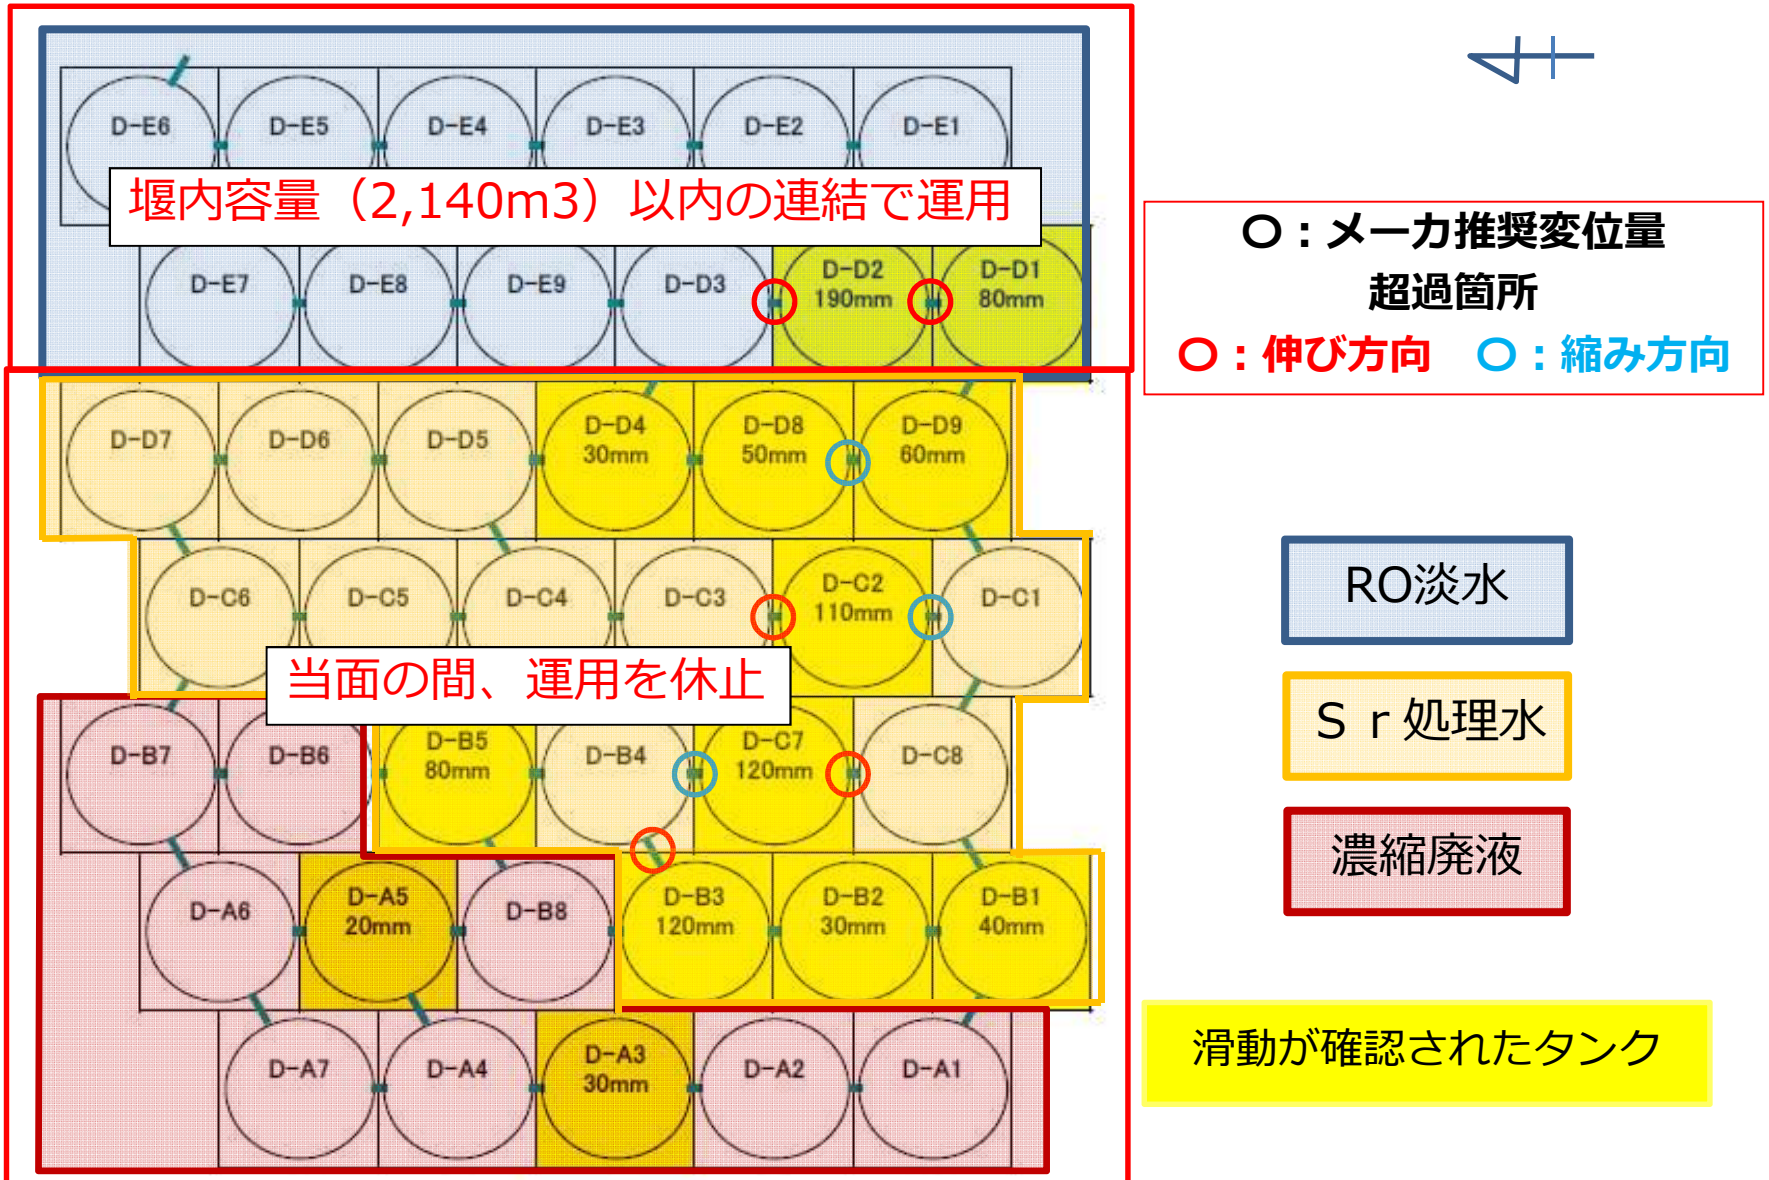 D-E6 D-E5 D-E4 D-E3 D-E2 D-E1
堰内容量（2,140m3）以内の連結で運用
D-E7 D-E8 D-E9 D-D3 D-D2 D-D1
190mm 80mm
D-D7 D-D6 D-D5 D-D4 D-D8 D-D9
30mm 50mm 60mm
D-C6 D-C5 D-C4 D-C3 D-C2 D-C1
110mm
当面の間、運用を休止
D-B7 D-B6 D-B5 D-B4 D-C7 D-C8
80mm 120mm
D-A6 D-A5 D-B8 D-B3 D-B2 D-B1
20mm 120mm 30mm 40mm
D-A7 D-A4 D-A3 D-A2 D-A1
30mm
〇：メーカ推奨変位量
超過箇所
〇：伸び方向 〇：縮み方向
RO淡水
Ｓｒ処理水
濃縮廃液
滑動が確認されたタンク